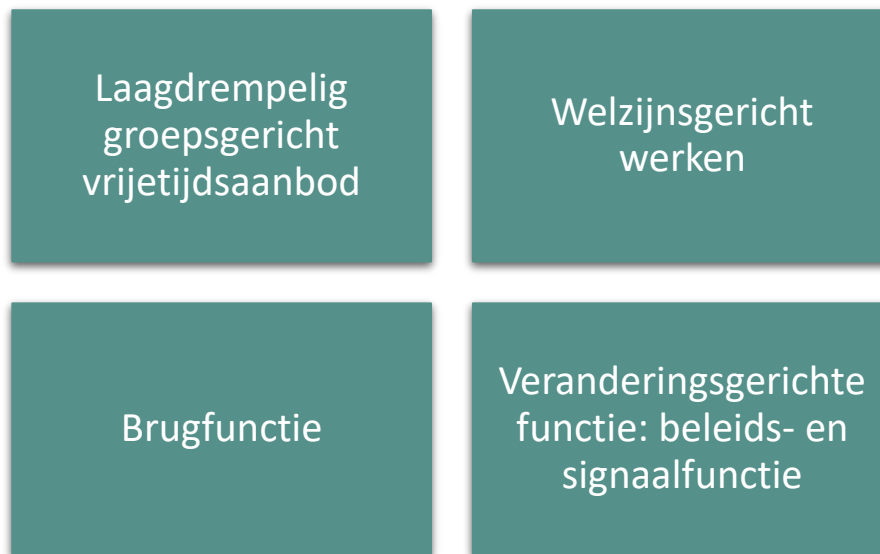 Laagdrempelig
groepsgericht
vrijetijdsaanbod
Welzijnsgericht
werken
Brugfunctie
Veranderingsgerichte
functie: beleids- en
signaalfunctie